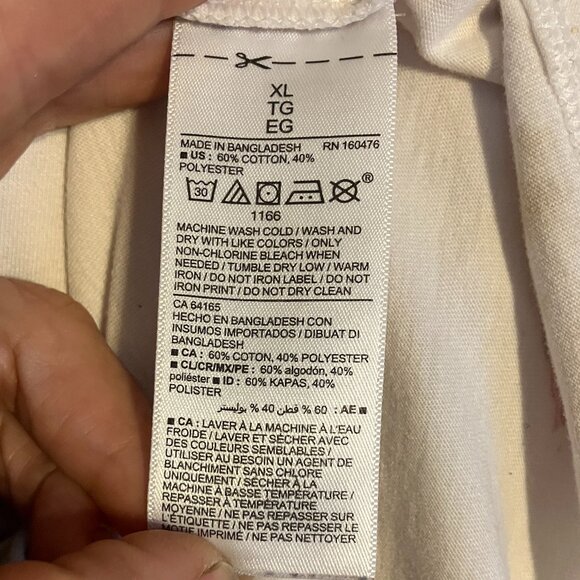 XL
TG
EG
MADE IN BANGLADESH RN 160476
■ US : 60% COTTON, 40%
POLYESTER
30 ®
1166
MACHINE WASH COLD / WASH AND
DRY WITH LIKE COLORS / ONLY
NON-CHLORINE BLEACH WHEN
NEEDED / TUMBLE DRY LOW / WARM
IRON / DO NOT IRON LABEL / DO NOT
IRON PRINT / DO NOT DRY CLEAN
CA 64165
HECHO EN BANGLADESH CON
INSUMOS IMPORTADOS / DIBUAT DI
BANGLADESH
■ CA : 60% COTON, 40% POLYESTER
■ CL/CR/MX/PE : 60% algodón, 40%
poliéster ■ ID : 60% KAPAS, 40%
POLISTER
■ AE : 60 % قطن 40 % بوليستر
■ CA : LAVER À LA MACHINE À L'EAU
FROIDE / LAVER ET SÉCHER AVEC
DES COULEURS SEMBLABLES /
UTILISER AU BESOIN UN AGENT DE
BLANCHIMENT SANS CHLORE
UNIQUEMENT / SÉCHER À LA
MACHINE À BASSE TEMPÉRATURE /
REPASSER À TEMPÉRATURE
MOYENNE / NE PAS REPASSER SUR
L'ÉTIQUETTE / NE PAS REPASSER LE
MOTIF IMPRIMÉ / NE PAS NETTOYER